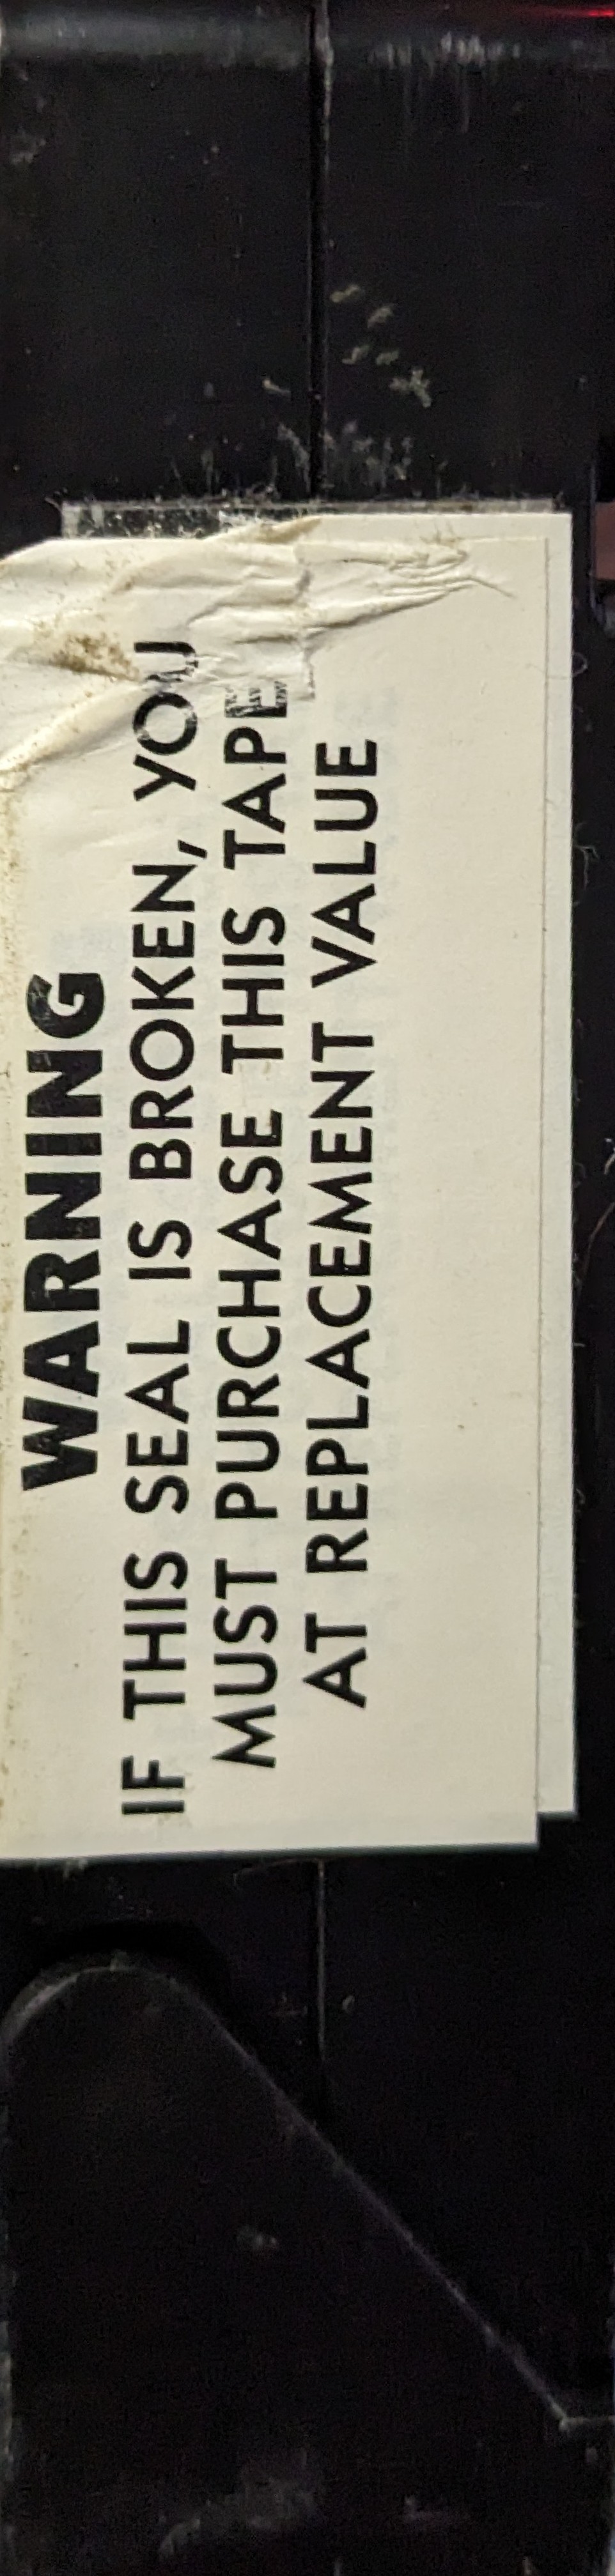 WARNING
IF THIS SEAL IS BROKEN, YOU
MUST PURCHASE THIS TAPE
AT REPLACEMENT VALUE